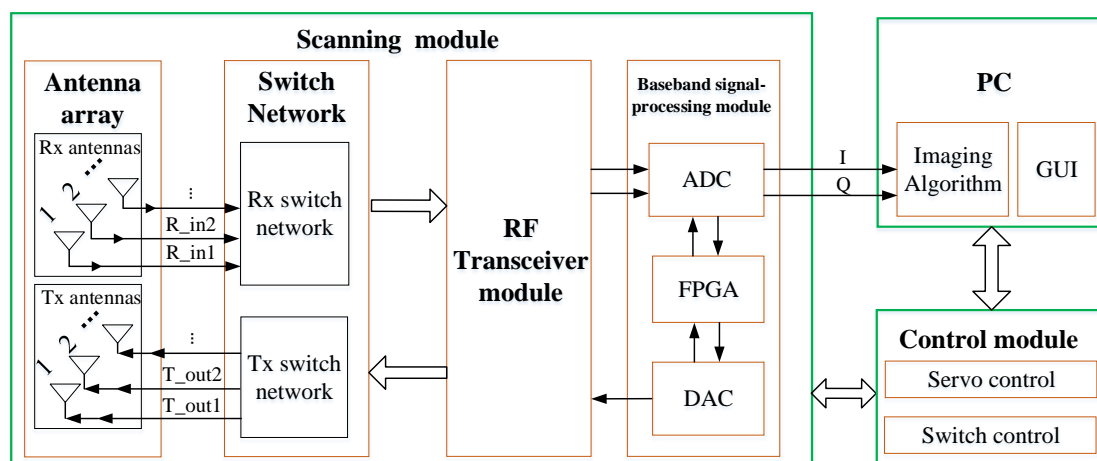 Scanning module
Antenna
array
Rx antennas
1
2
...
...
R_in2
R_in1
Tx antennas
1
2
...
...
T_out2
T_out1
Switch
Network
Rx switch
network
Tx switch
network
RF
Transceiver
module
Baseband signal-
processing module
ADC
FPGA
DAC
I
Q
PC
Imaging
Algorithm
GUI
Control module
Servo control
Switch control